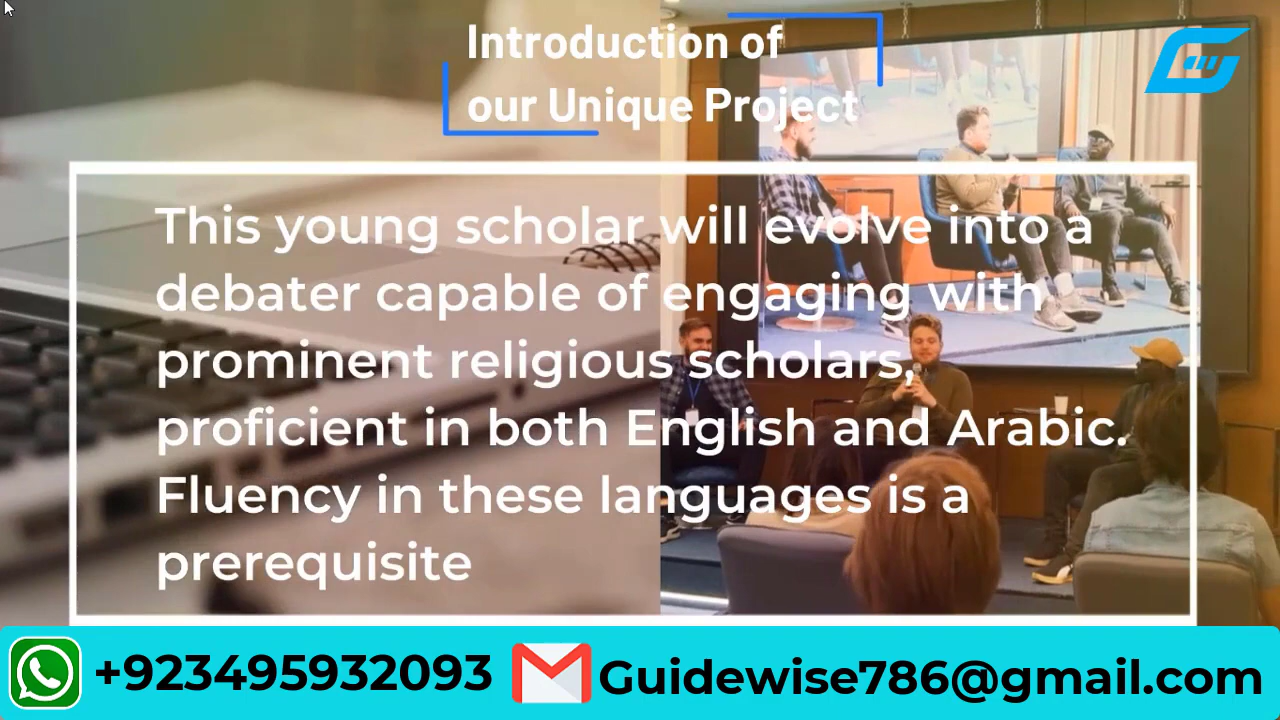 Introduction of
our Unique Project
This young scholar will evolve into a
debater capable of engaging with
prominent religious scholars,
proficient in both English and Arabic.
Fluency in these languages is a
prerequisite
+923495932093
Guidewise786@gmail.com